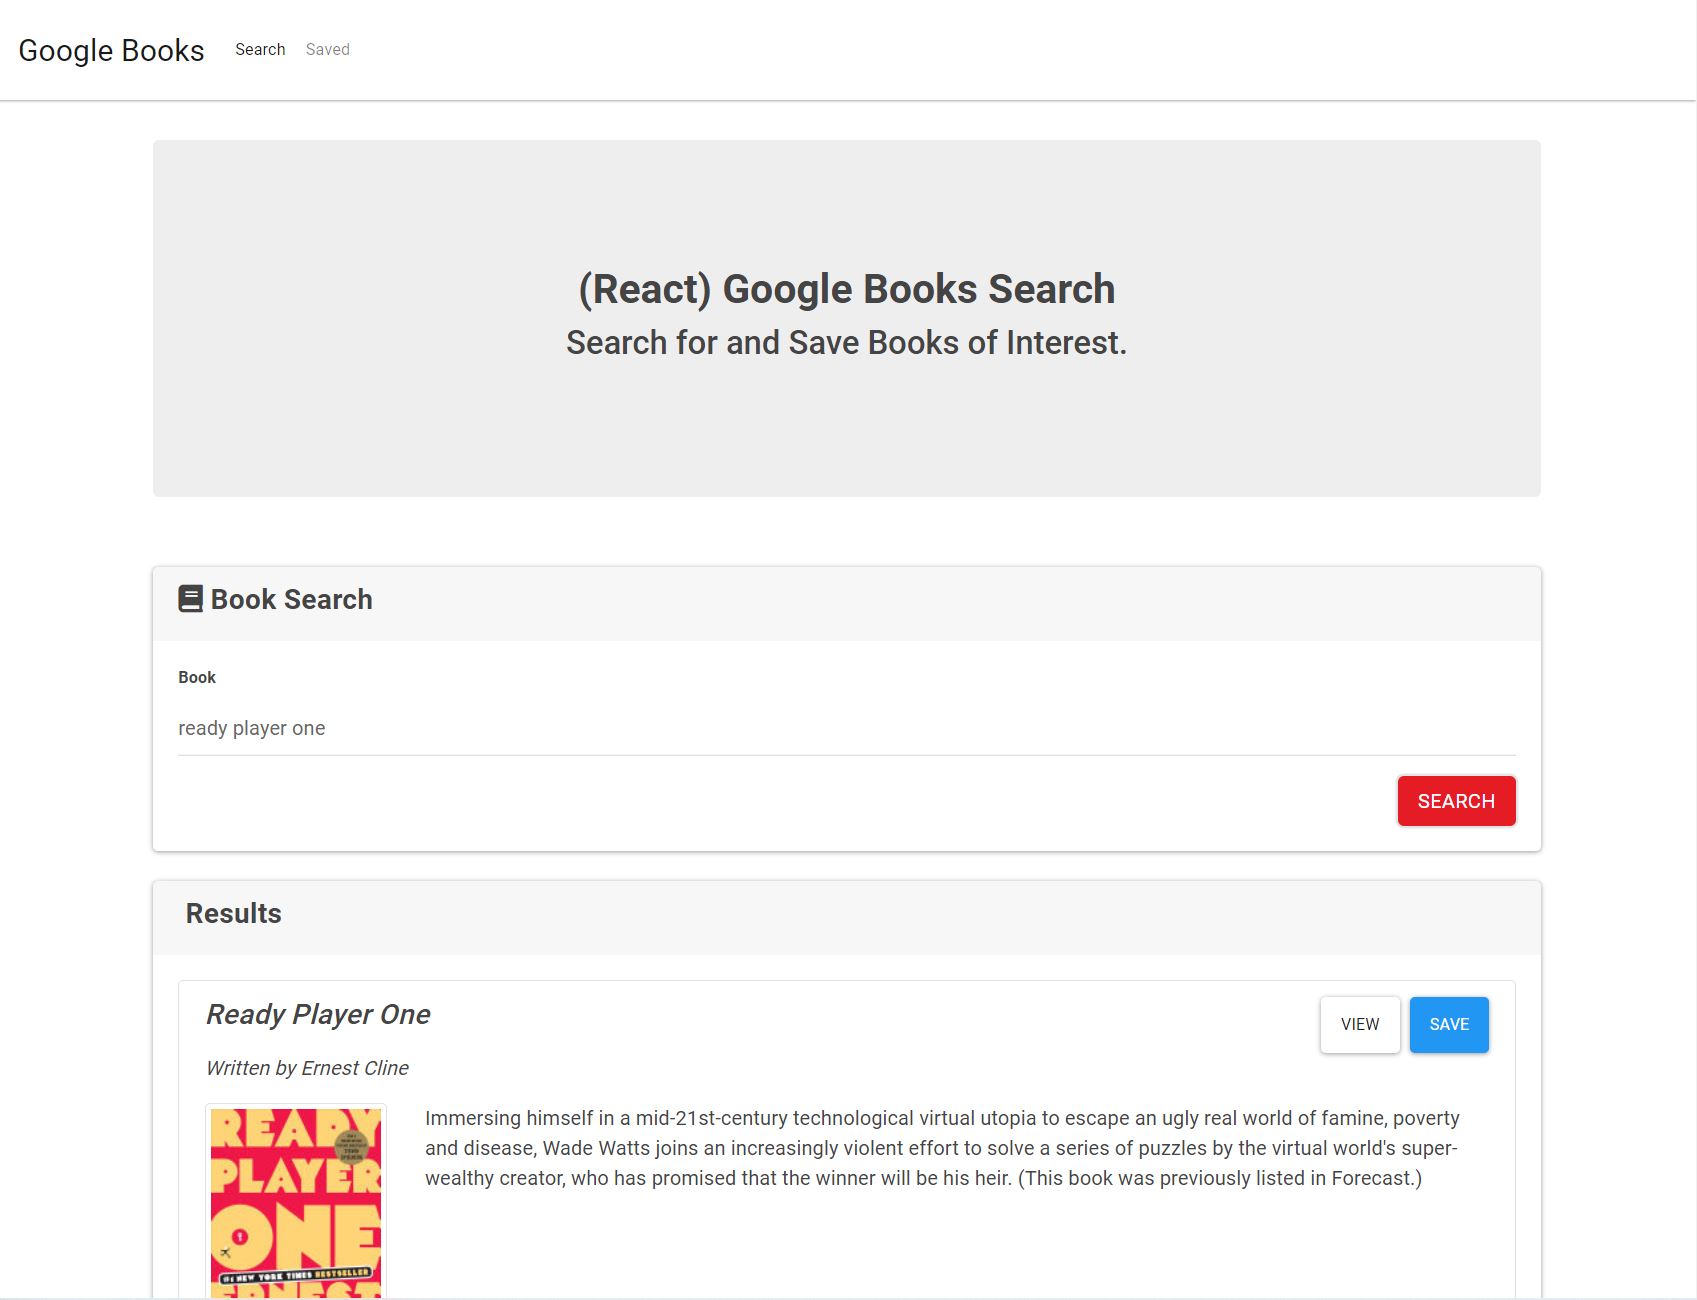 Google Books Search Saved
(React) Google Books Search
Search for and Save Books of Interest.
Book Search
Book
ready player one
SEARCH
Results
Ready Player One
VIEW SAVE
Written by Ernest Cline
Immersing himself in a mid-21st-century technological virtual utopia to escape an ugly real world of famine, poverty
and disease, Wade Watts joins an increasingly violent effort to solve a series of puzzles by the virtual world's super-
wealthy creator, who has promised that the winner will be his heir. (This book was previously listed in Forecast.)
READY
PLAYER
ONE
#1 NEW YORK TIMES BESTSELLER
ERNEST